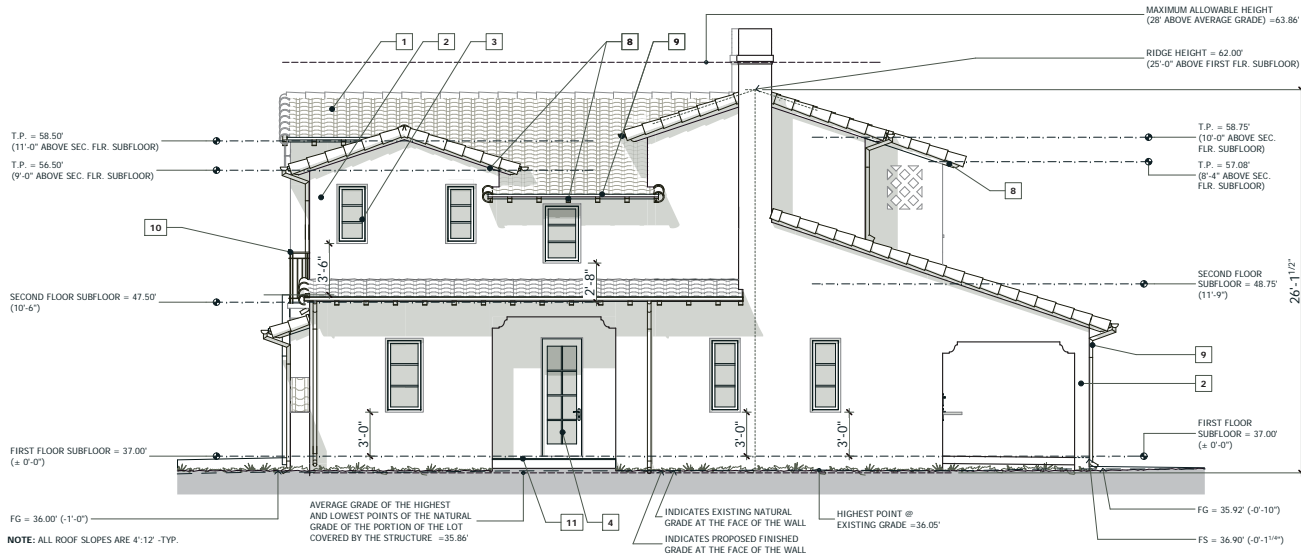 MAXIMUM ALLOWABLE HEIGHT
(28' ABOVE AVERAGE GRADE) =63.86'
1
2
3
8
9
RIDGE HEIGHT = 62.00'
(25'-0" ABOVE FIRST FLR. SUBFLOOR)
T.P. = 58.50'
(11'-0" ABOVE SEC. FLR. SUBFLOOR)
T.P. = 56.50'
(9'-0" ABOVE SEC. FLR. SUBFLOOR)
T.P. = 58.75'
(10'-0" ABOVE SEC.
FLR. SUBFLOOR)
T.P. = 57.08'
(8'-4" ABOVE SEC.
FLR. SUBFLOOR)
8
10
3'-6"
2'-8"
SECOND FLOOR SUBFLOOR = 47.50'
(10'-6")
SECOND FLOOR
SUBFLOOR = 48.75'
(11'-9")
26'-1 1/2"
9
2
3'-0"
3'-0"
3'-0"
FIRST FLOOR SUBFLOOR = 37.00'
(± 0'-0")
FIRST FLOOR
SUBFLOOR = 37.00'
(± 0'-0")
FG = 36.00' (-1'-0")
AVERAGE GRADE OF THE HIGHEST
AND LOWEST POINTS OF THE NATURAL
GRADE OF THE PORTION OF THE LOT
COVERED BY THE STRUCTURE =35.86'
11
4
INDICATES EXISTING NATURAL
GRADE AT THE FACE OF THE WALL
INDICATES PROPOSED FINISHED
GRADE AT THE FACE OF THE WALL
HIGHEST POINT @
EXISTING GRADE =36.05'
FG = 35.92' (-0'-10")
FS = 36.90' (-0'-1 1/4")
NOTE: ALL ROOF SLOPES ARE 4':12' -TYP.